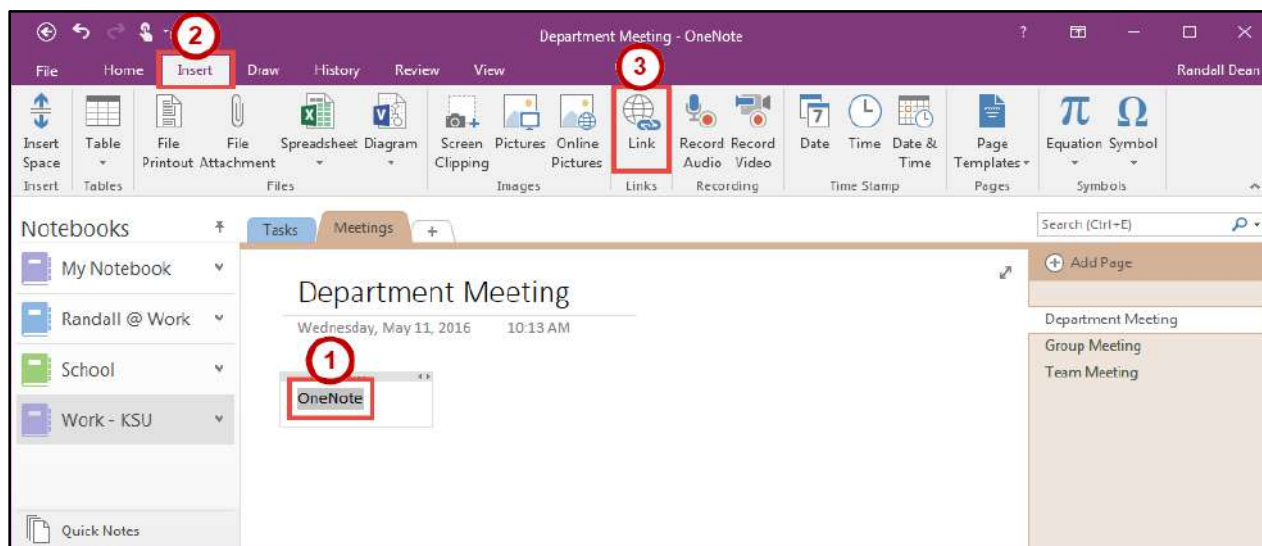 2
Department Meeting - OneNote
?
File Home Insert Draw History Review View
3
Randall Dean
Insert Space
Table
File Printout
File Attachment
Spreadsheet
Diagram
Screen Clipping
Pictures
Online Pictures
Link
Record Audio
Record Video
7
Date
Time
Date & Time
Page Templates
π
Equation
Ω
Symbol
Insert Tables Files Images Links Recording Time Stamp Pages Symbols
Notebooks
Tasks Meetings +
Search (Ctrl+E)
My Notebook
Add Page
Department Meeting
Randall @ Work
Wednesday, May 11, 2016 10:13 AM
Department Meeting
Group Meeting
School
1
Team Meeting
OneNote
Work - KSU
Quick Notes